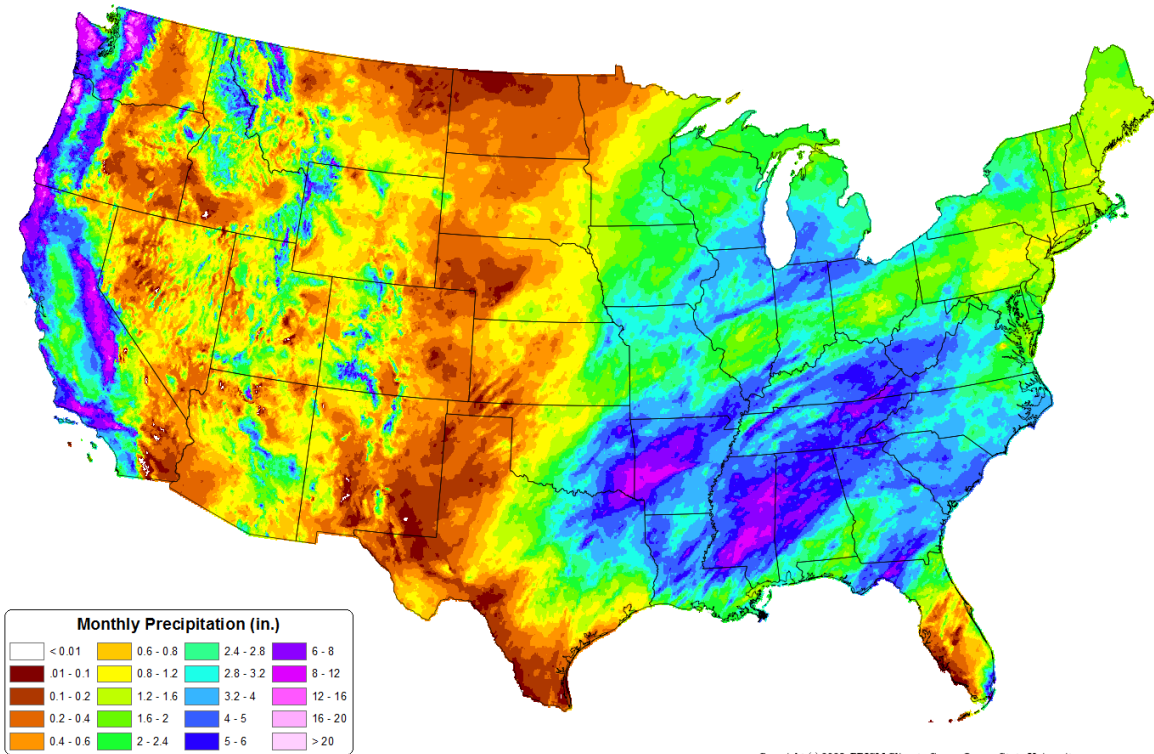 Monthly Precipitation (in.)
< 0.01 0.6 - 0.8 2.4 - 2.8 6 - 8
.01 - 0.1 0.8 - 1.2 2.8 - 3.2 8 - 12
0.1 - 0.2 1.2 - 1.6 3.2 - 4 12 - 16
0.2 - 0.4 1.6 - 2 4 - 5 16 - 20
0.4 - 0.6 2 - 2.4 5 - 6 > 20